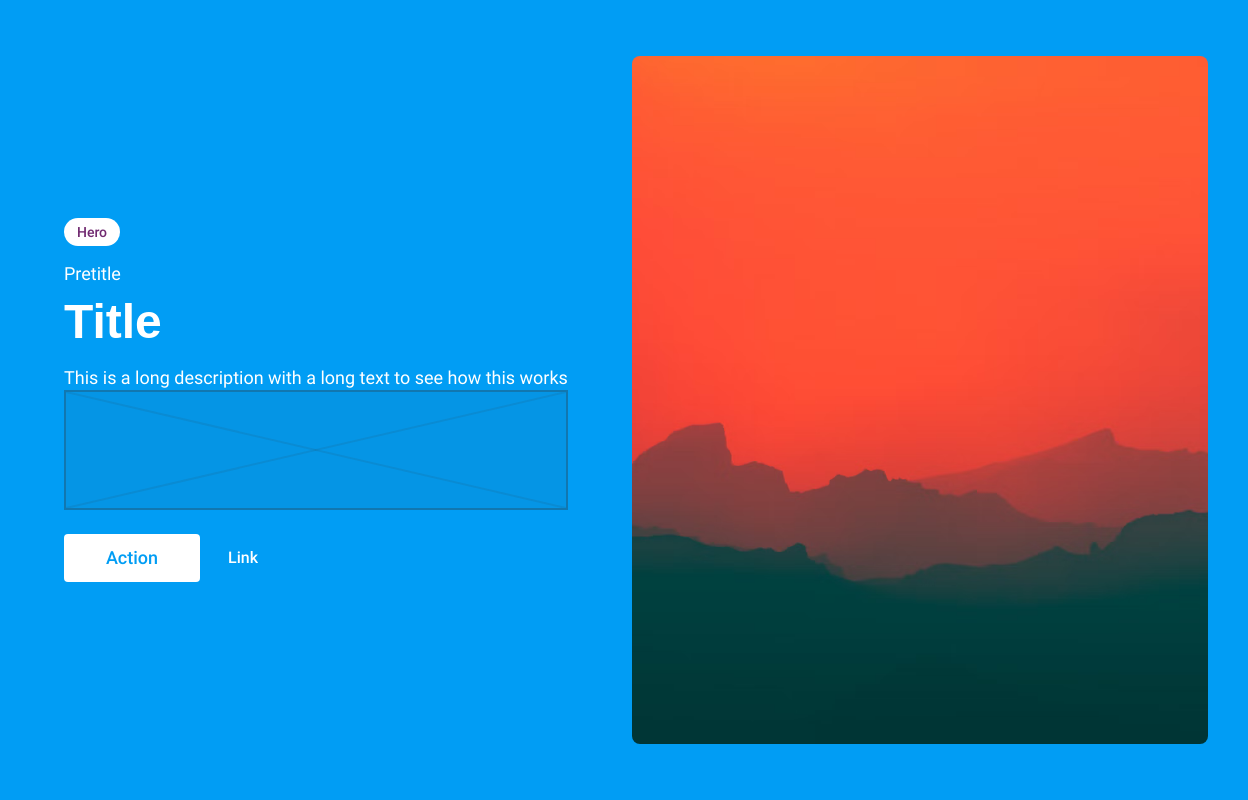 Hero
Pretitle
Title
This is a long description with a long text to see how this works
Action
Link